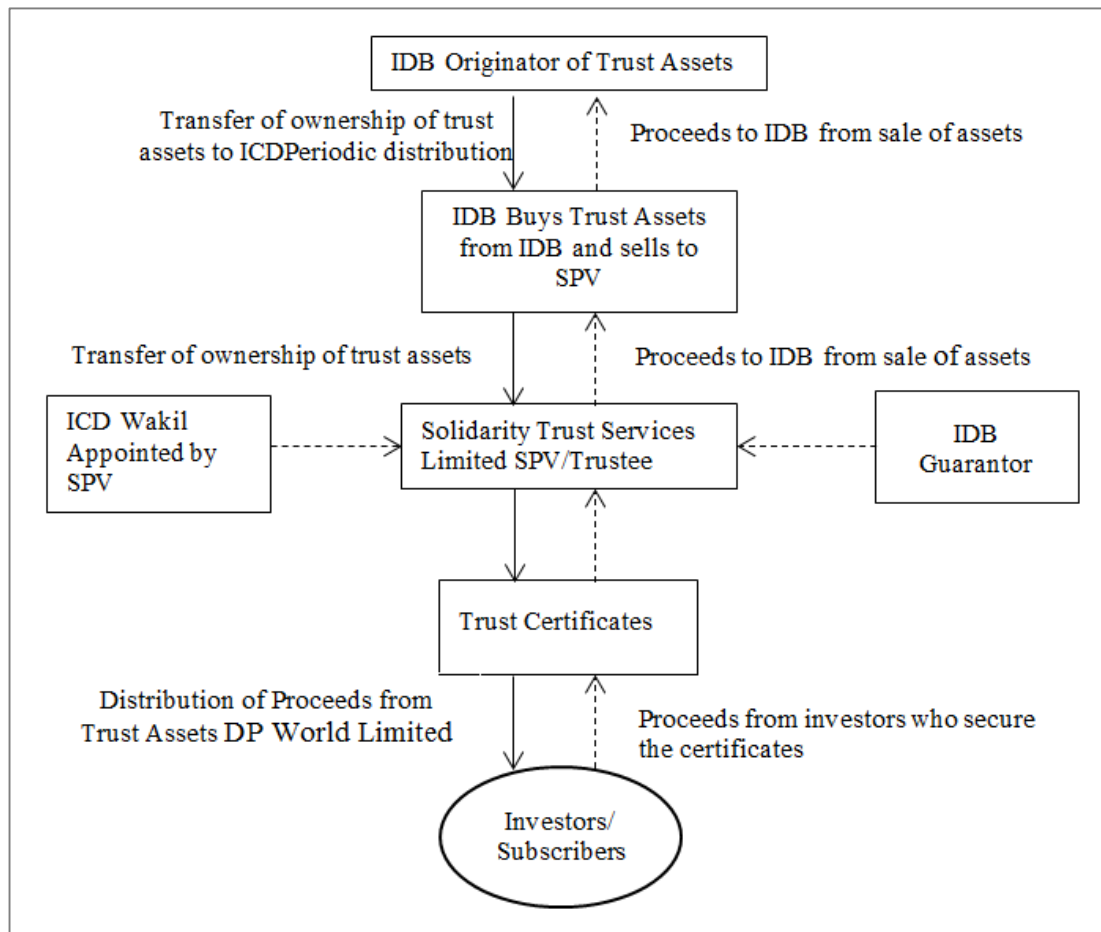 IDB Originator of Trust Assets
Transfer of ownership of trust
assets to ICDPeriodic distribution
Proceeds to IDB from sale of assets
IDB Buys Trust Assets
from IDB and sells to
SPV
Transfer of ownership of trust assets
Proceeds to IDB from sale of assets
ICD Wakil
Appointed by
SPV
Solidarity Trust Services
Limited SPV/Trustee
IDB
Guarantor
Trust Certificates
Distribution of Proceeds from
Trust Assets DP World Limited
Proceeds from investors who secure
the certificates
Investors/
Subscribers